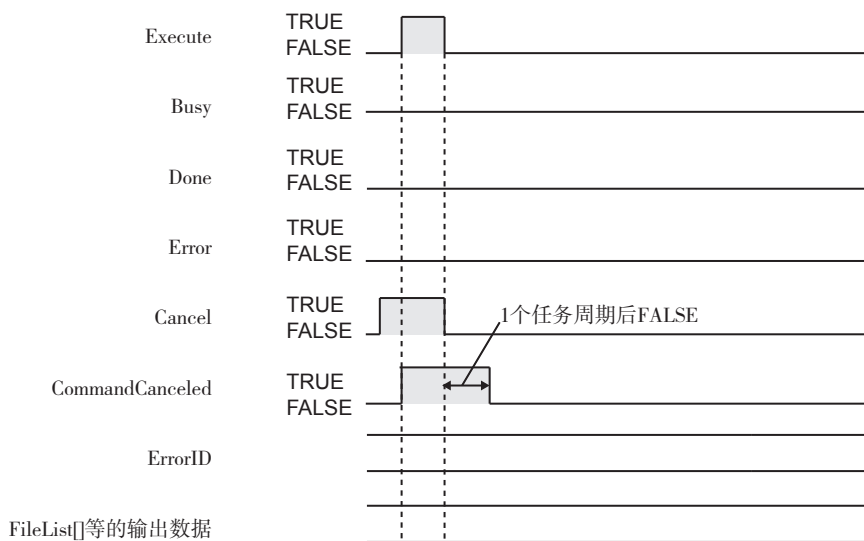 Execute
TRUE
FALSE
Busy
TRUE
FALSE
Done
TRUE
FALSE
Error
TRUE
FALSE
Cancel
TRUE
FALSE
1个任务周期后FALSE
CommandCanceled
TRUE
FALSE
ErrorID
FileList[]等的输出数据